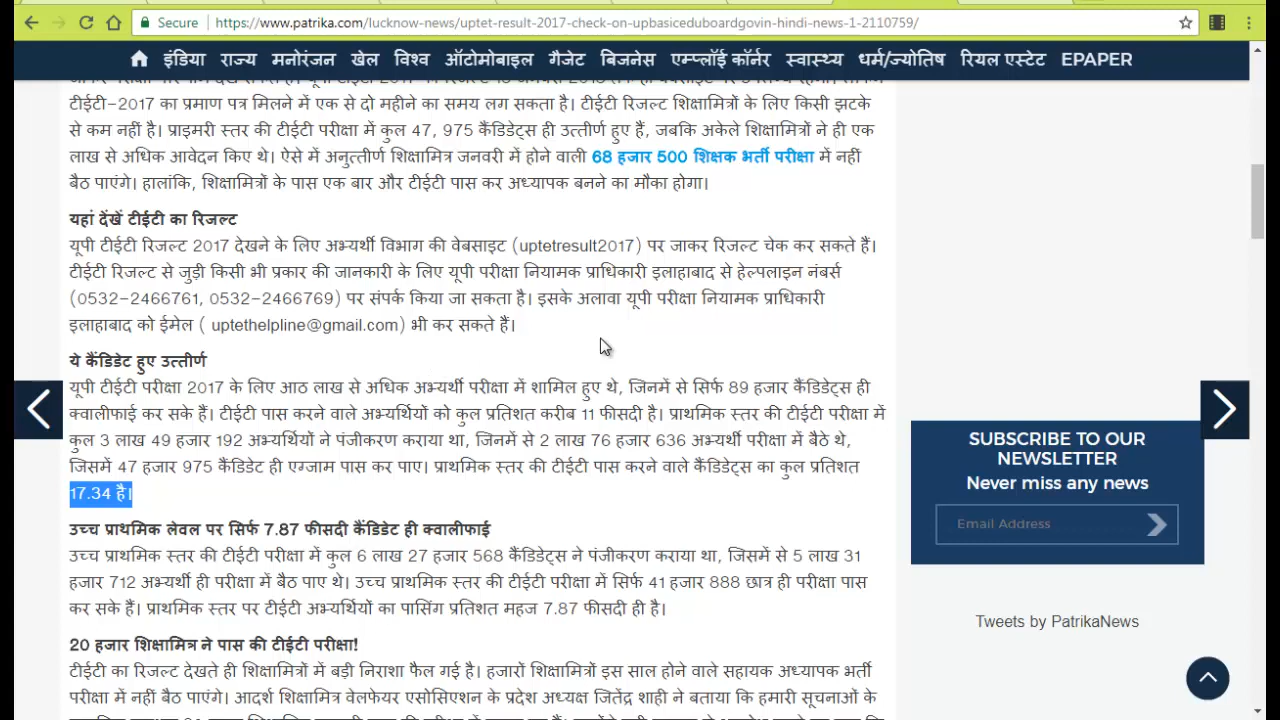 Secure https://www.patrika.com/lucknow-news/uptet-result-2017-check-on-upbasiceduboardgovin-hindi-news-1-2110759/
इंडिया राज्य मनोरंजन खेल विश्व ऑटोमोबाइल गैजेट बिजनेस एम्प्लॉई कॉर्नर स्वास्थ्य धर्म/ज्योतिष रियल एस्टेट EPAPER
टीईटी-2017 का प्रमाण पत्र मिलने में एक से दो महीने का समय लग सकता है। टीईटी रिजल्ट शिक्षामित्रों के लिए किसी झटके
से कम नहीं है। प्राइमरी स्तर की टीईटी परीक्षा में कुल 47, 975 कैंडिडेट्स ही उत्तीर्ण हुए हैं, जबकि अकेले शिक्षामित्रों ने ही एक
लाख से अधिक आवेदन किए थे। ऐसे में अनुत्तीर्ण शिक्षामित्र जनवरी में होने वाली 68 हजार 500 शिक्षक भर्ती परीक्षा में नहीं
बैठ पाएंगे। हालांकि, शिक्षामित्रों के पास एक बार और टीईटी पास कर अध्यापक बनने का मौका होगा।
यहां देंखें टीईटी का रिजल्ट
यूपी टीईटी रिजल्ट 2017 देखने के लिए अभ्यर्थी विभाग की वेबसाइट (uptetresult2017) पर जाकर रिजल्ट चेक कर सकते हैं।
टीईटी रिजल्ट से जुड़ी किसी भी प्रकार की जानकारी के लिए यूपी परीक्षा नियामक प्राधिकारी इलाहाबाद से हेल्पलाइन नंबर्स
(0532-2466761, 0532-2466769) पर संपर्क किया जा सकता है। इसके अलावा यूपी परीक्षा नियामक प्राधिकारी
इलाहाबाद को ईमेल ( uptethelpline@gmail.com) भी कर सकते हैं।
ये कैंडिडेट हुए उत्तीर्ण
यूपी टीईटी परीक्षा 2017 के लिए आठ लाख से अधिक अभ्यर्थी परीक्षा में शामिल हुए थे, जिनमें से सिर्फ 89 हजार कैंडिडेट्स ही
क्वालीफाई कर सके हैं। टीईटी पास करने वाले अभ्यर्थियों को कुल प्रतिशत करीब 11 फीसदी है। प्राथमिक स्तर की टीईटी परीक्षा में
कुल 3 लाख 49 हजार 192 अभ्यर्थियों ने पंजीकरण कराया था, जिनमें से 2 लाख 76 हजार 636 अभ्यर्थी परीक्षा में बैठे थे,
जिसमें 47 हजार 975 कैंडिडेट ही एग्जाम पास कर पाए। प्राथमिक स्तर की टीईटी पास करने वाले कैंडिडेट्स का कुल प्रतिशत
17.34 है।
उच्च प्राथमिक लेवल पर सिर्फ 7.87 फीसदी कैंडिडेट ही क्वालीफाई
उच्च प्राथमिक स्तर की टीईटी परीक्षा में कुल 6 लाख 27 हजार 568 कैंडिडेट्स ने पंजीकरण कराया था, जिसमें से 5 लाख 31
हजार 712 अभ्यर्थी ही परीक्षा में बैठ पाए थे। उच्च प्राथमिक स्तर की टीईटी परीक्षा में सिर्फ 41 हजार 888 छात्र ही परीक्षा पास
कर सके हैं। प्राथमिक स्तर पर टीईटी अभ्यर्थियों का पासिंग प्रतिशत महज 7.87 फीसदी ही है।
20 हजार शिक्षामित्र ने पास की टीईटी परीक्षा!
टीईटी का रिजल्ट देखते ही शिक्षामित्रों में बड़ी निराशा फैल गई है। हजारों शिक्षामित्रों इस साल होने वाले सहायक अध्यापक भर्ती
परीक्षा में नहीं बैठ पाएंगे। आदर्श शिक्षामित्र वेलफेयर एसोसिएशन के प्रदेश अध्यक्ष जितेंद्र शाही ने बताया कि हमारी सूचनाओं के
SUBSCRIBE TO OUR
NEWSLETTER
Never miss any news
Email Address
Tweets by PatrikaNews